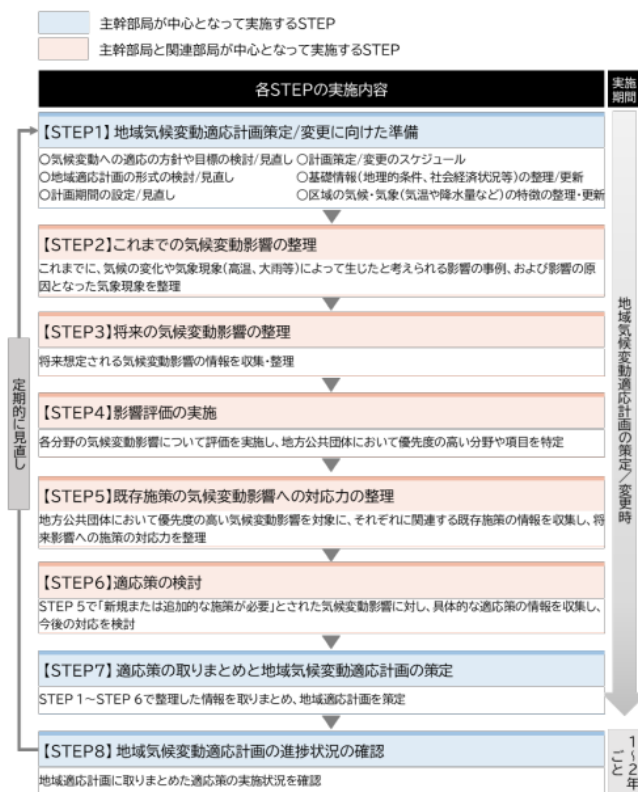 主幹部局が中心となって実施するSTEP
主幹部局と関連部局が中心となって実施するSTEP
各STEPの実施内容
実施
期間
【STEP1】地域気候変動適応計画策定/変更に向けた準備
○気候変動への適応の方針や目標の検討/見直し ○計画策定/変更のスケジュール
○地域適応計画の形式の検討/見直し ○基礎情報(地理的条件、社会経済状況等)の整理/更新
○計画期間の設定/見直し ○区域の気候・気象(気温や降水量など)の特徴の整理・更新
【STEP2】これまでの気候変動影響の整理
これまでに、気候の変化や気象現象(高温、大雨等)によって生じたと考えられる影響の事例、および影響の原
因となった気象現象を整理
【STEP3】将来の気候変動影響の整理
将来想定される気候変動影響の情報を収集・整理
【STEP4】影響評価の実施
各分野の気候変動影響について評価を実施し、地方公共団体において優先度の高い分野や項目を特定
【STEP5】既存施策の気候変動影響への対応力の整理
地方公共団体において優先度の高い気候変動影響を対象に、それぞれに関連する既存施策の情報を収集し、将
来影響への施策の対応力を整理
【STEP6】適応策の検討
STEP 5で「新規または追加的な施策が必要」とされた気候変動影響に対し、具体的な適応策の情報を収集し、
今後の対応を検討
【STEP7】適応策の取りまとめと地域気候変動適応計画の策定
STEP 1~STEP 6で整理した情報を取りまとめ、地域適応計画を策定
【STEP8】地域気候変動適応計画の進捗状況の確認
地域適応計画に取りまとめた適応策の実施状況を確認
定期的に見直し
地域気候変動適応計画の策定/変更時
1~2年
ごと